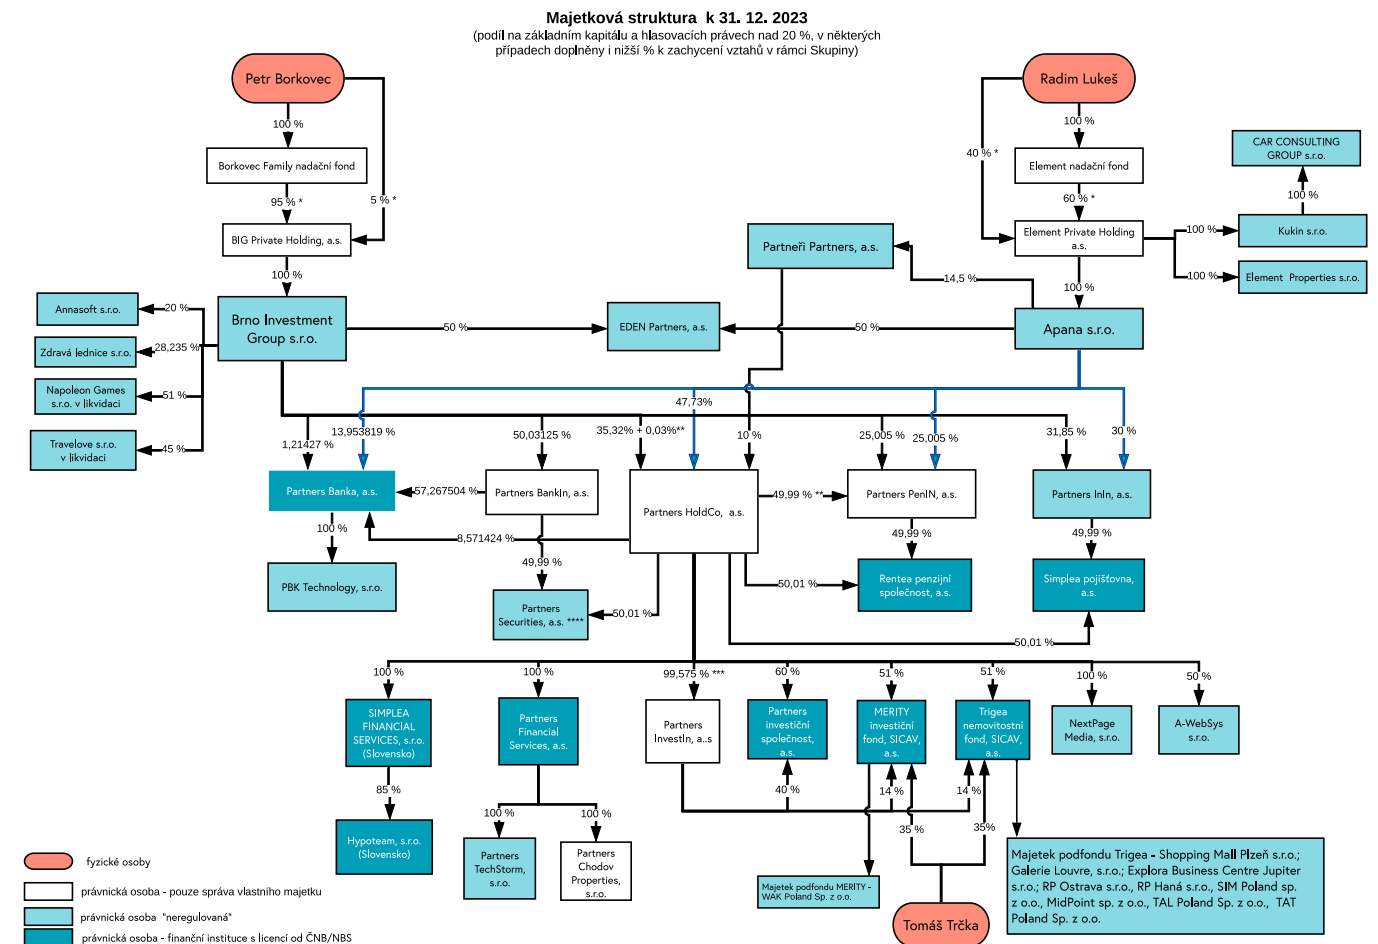 Majetková struktura k 31. 12. 2023
(podíl na základním kapitálu a hlasovacích právech nad 20 %, v některých
případech doplněny i nižší % k zachycení vztahů v rámci Skupiny)
Petr Borkovec
Radim Lukeš
100 %
100 %
CAR CONSULTING
GROUP s.r.o.
Borkovec Family nadační fond
40 % *
Element nadační fond
95 % *
5 % *
60 % *
100 %
BIG Private Holding, a.s.
Partneři Partners, a.s.
Element Private Holding
a.s.
100 %
Kukin s.r.o.
100 %
14,5 %
100 %
100 %
Element Properties s.r.o.
Annasoft s.r.o.
20 %
Brno Investment
Group s.r.o.
50 %
EDEN Partners, a.s.
50 %
Apana s.r.o.
Zdravá lednice s.r.o.
28,235 %
Napoleon Games
s.r.o. v likvidaci
51 %
47,73%
Travelove s.r.o.
v likvidaci
45 %
1,21427 %
13,953819 %
50,03125 %
35,32% + 0,03%**
10 %
25,005 %
25,005 %
31,85 %
30 %
Partners Banka, a.s.
57,267504 %
Partners BankIn, a.s.
Partners HoldCo, a.s.
49,99 % **
Partners PenIN, a.s.
Partners InIn, a.s.
100 %
8,571424 %
49,99 %
49,99 %
49,99 %
PBK Technology, s.r.o.
Partners
Securities, a.s. ****
50,01 %
50,01 %
Rentea penzijní
společnost, a.s.
Simplea pojišťovna,
a.s.
50,01 %
100 %
100 %
99,575 % ***
60 %
51 %
51 %
100 %
50 %
SIMPLEA
FINANCIAL
SERVICES, s.r.o.
(Slovensko)
Partners
Financial
Services, a.s.
Partners
InvestIn, a..s
Partners
investiční
společnost,
a.s.
MERITY
investiční
fond, SICAV,
a.s.
Trigea
nemovitostní
fond, SICAV,
a.s.
NextPage
Media, s.r.o.
A-WebSys
s.r.o.
85 %
40 %
14 %
14 %
100 %
100 %
35 %
35%
Hypoteam, s.r.o.
(Slovensko)
Partners
TechStorm,
s.r.o.
Partners
Chodov
Properties,
s.r.o.
Majetek podfondu MERITY -
WAK Poland Sp. z o.o.
Majetek podfondu Trigea - Shopping Mall Plzeň s.r.o.;
Galerie Louvre, s.r.o.; Explora Business Centre Jupiter
s.r.o.; RP Ostrava s.r.o., RP Haná s.r.o., SIM Poland sp.
z o.o., MidPoint sp. z o.o., TAL Poland Sp. z o.o., TAT
Poland Sp. z o.o.
Tomáš Trčka
fyzické osoby
právnická osoba - pouze správa vlastního majetku
právnická osoba "neregulovaná"
právnická osoba - finanční instituce s licencí od ČNB/NBS